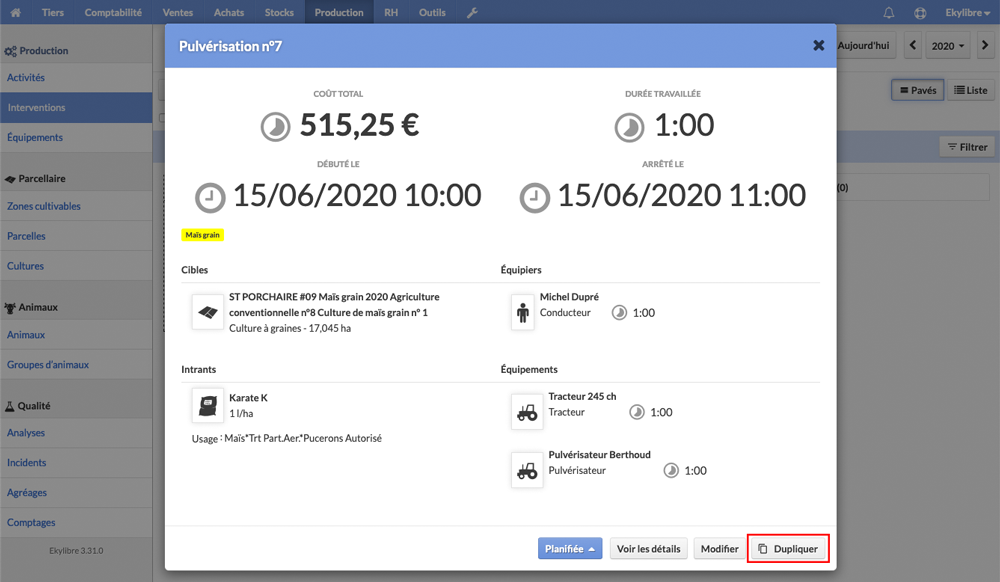 Tiers Comptabilité Ventes Achats Stocks Production RH Outils Ekylibre
Production
Activités
Interventions
Équipements
Parcellaire
Zones cultivables
Parcelles
Cultures
Animaux
Animaux
Groupes d'animaux
Qualité
Analyses
Incidents
Agréages
Comptages
Ekylibre 3.31.0
Aujourd'hui 2020
Pavés Liste
Filtrer
(0)
Pulvérisation n°7
COÛT TOTAL
515,25 €
DURÉE TRAVAILLÉE
1:00
DÉBUTÉ LE
15/06/2020 10:00
ARRÊTÉ LE
15/06/2020 11:00
Maïs grain
Cibles
ST PORCHAIRE #09 Maïs grain 2020 Agriculture
conventionnelle n°8 Culture de maïs grain n° 1
Culture à graines - 17,045 ha
Équipiers
Michel Dupré
Conducteur 1:00
Intrants
Karate K
1 l/ha
Usage : Maïs*Trt Part.Aer.*Pucerons Autorisé
Équipements
Tracteur 245 ch
Tracteur 1:00
Pulvérisateur Berthoud
Pulvérisateur 1:00
Planifiée Voir les détails Modifier Dupliquer